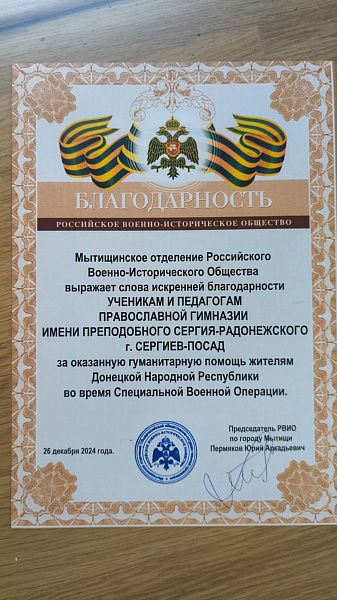 БЛАГОДАРНОСТЬ
РОССИЙСКОЕ ВОЕННО-ИСТОРИЧЕСКОЕ ОБЩЕСТВО
Мытищинское отделение Российского
Военно-Исторического Общества
выражает слова искренней благодарности
УЧЕНИКАМ И ПЕДАГОГАМ
ПРАВОСЛАВНОЙ ГИМНАЗИИ
ИМЕНИ ПРЕПОДОБНОГО СЕРГИЯ-РАДОНЕЖСКОГО
г. СЕРГИЕВ-ПОСАД
за оказанную гуманитарную помощь жителям
Донецкой Народной Республики
во время Специальной Военной Операции.
Председатель РВИО
по городу Мытищи
26 декабря 2024 года.
Пермяков Юрий Аркадьевич